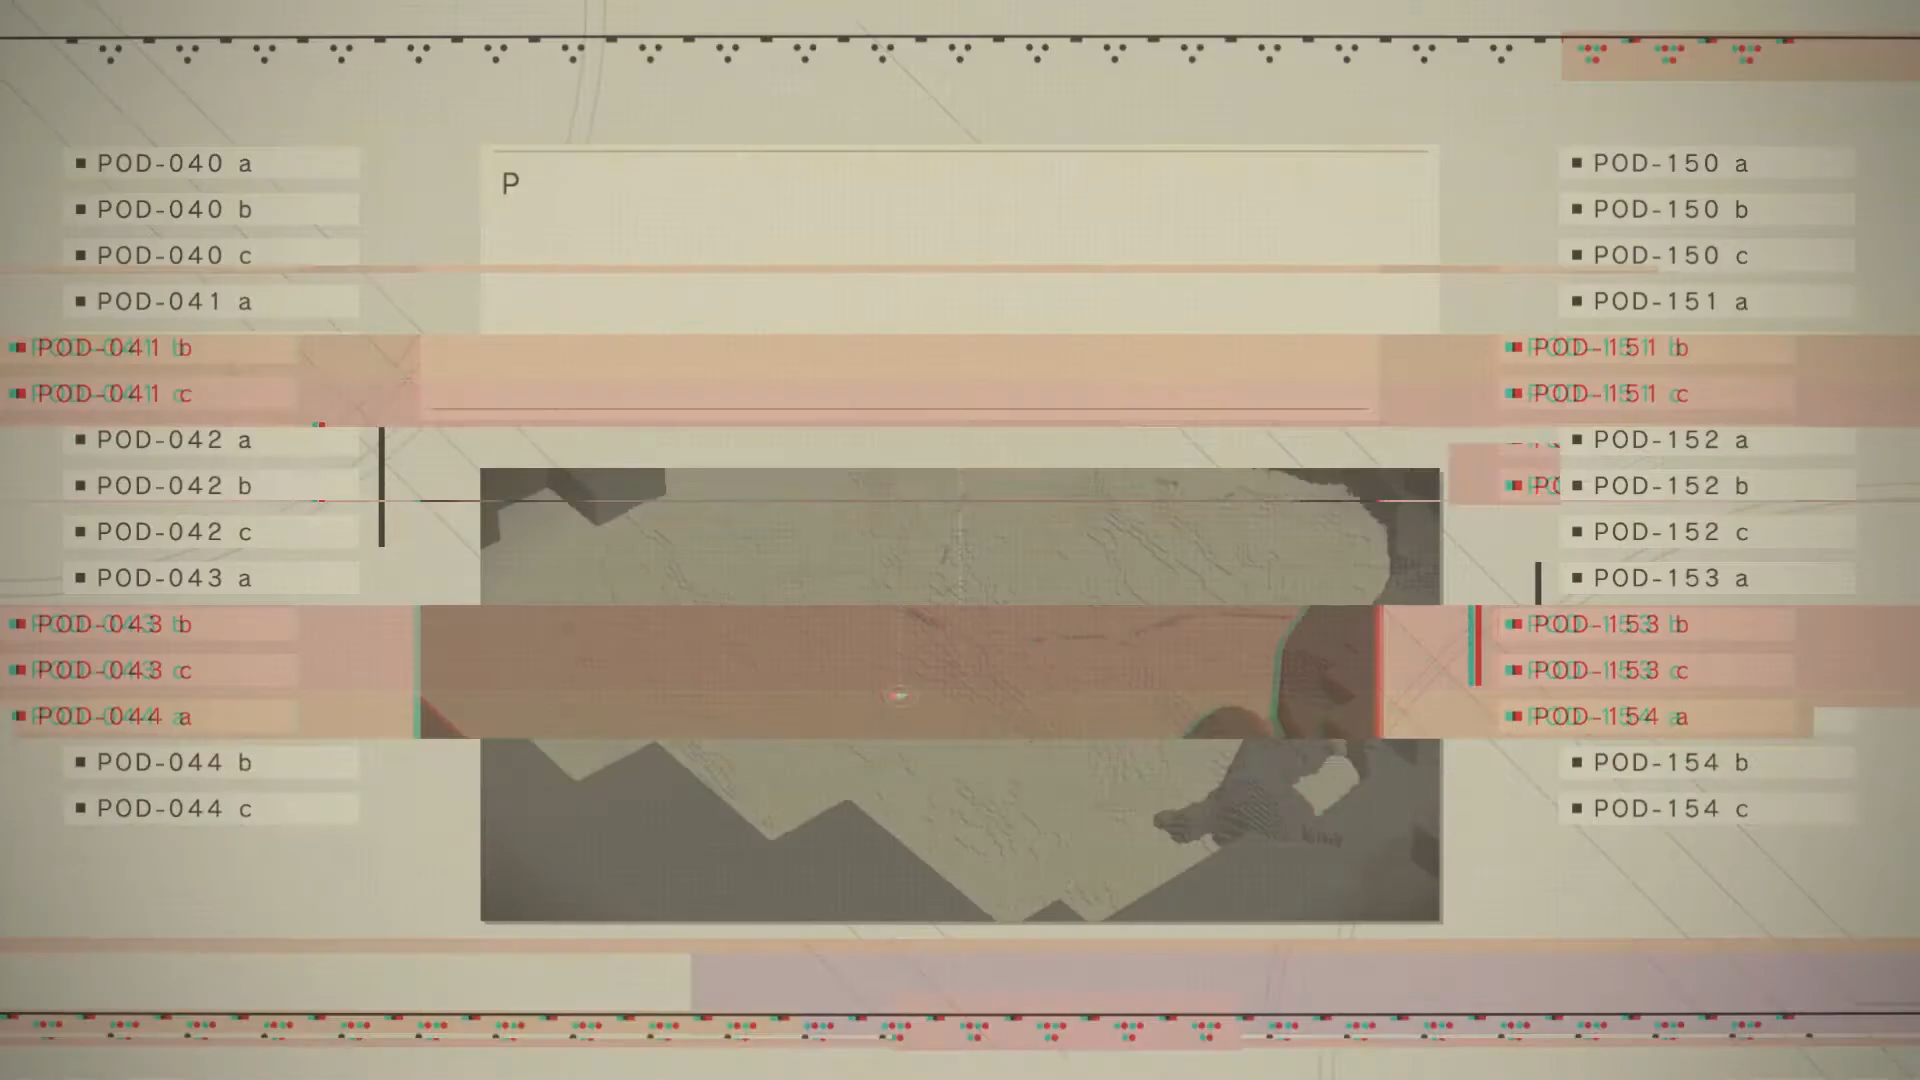 POD-040 a
POD-040 b
POD-040 c
POD-041 a
POD-041 b
POD-041 c
POD-042 a
POD-042 b
POD-042 c
POD-043 a
POD-043 b
POD-043 c
POD-044 a
POD-044 b
POD-044 c
P
POD-150 a
POD-150 b
POD-150 c
POD-151 a
POD-151 b
POD-151 c
POD-152 a
POD-152 b
POD-152 c
POD-153 a
POD-153 b
POD-153 c
POD-154 a
POD-154 b
POD-154 c